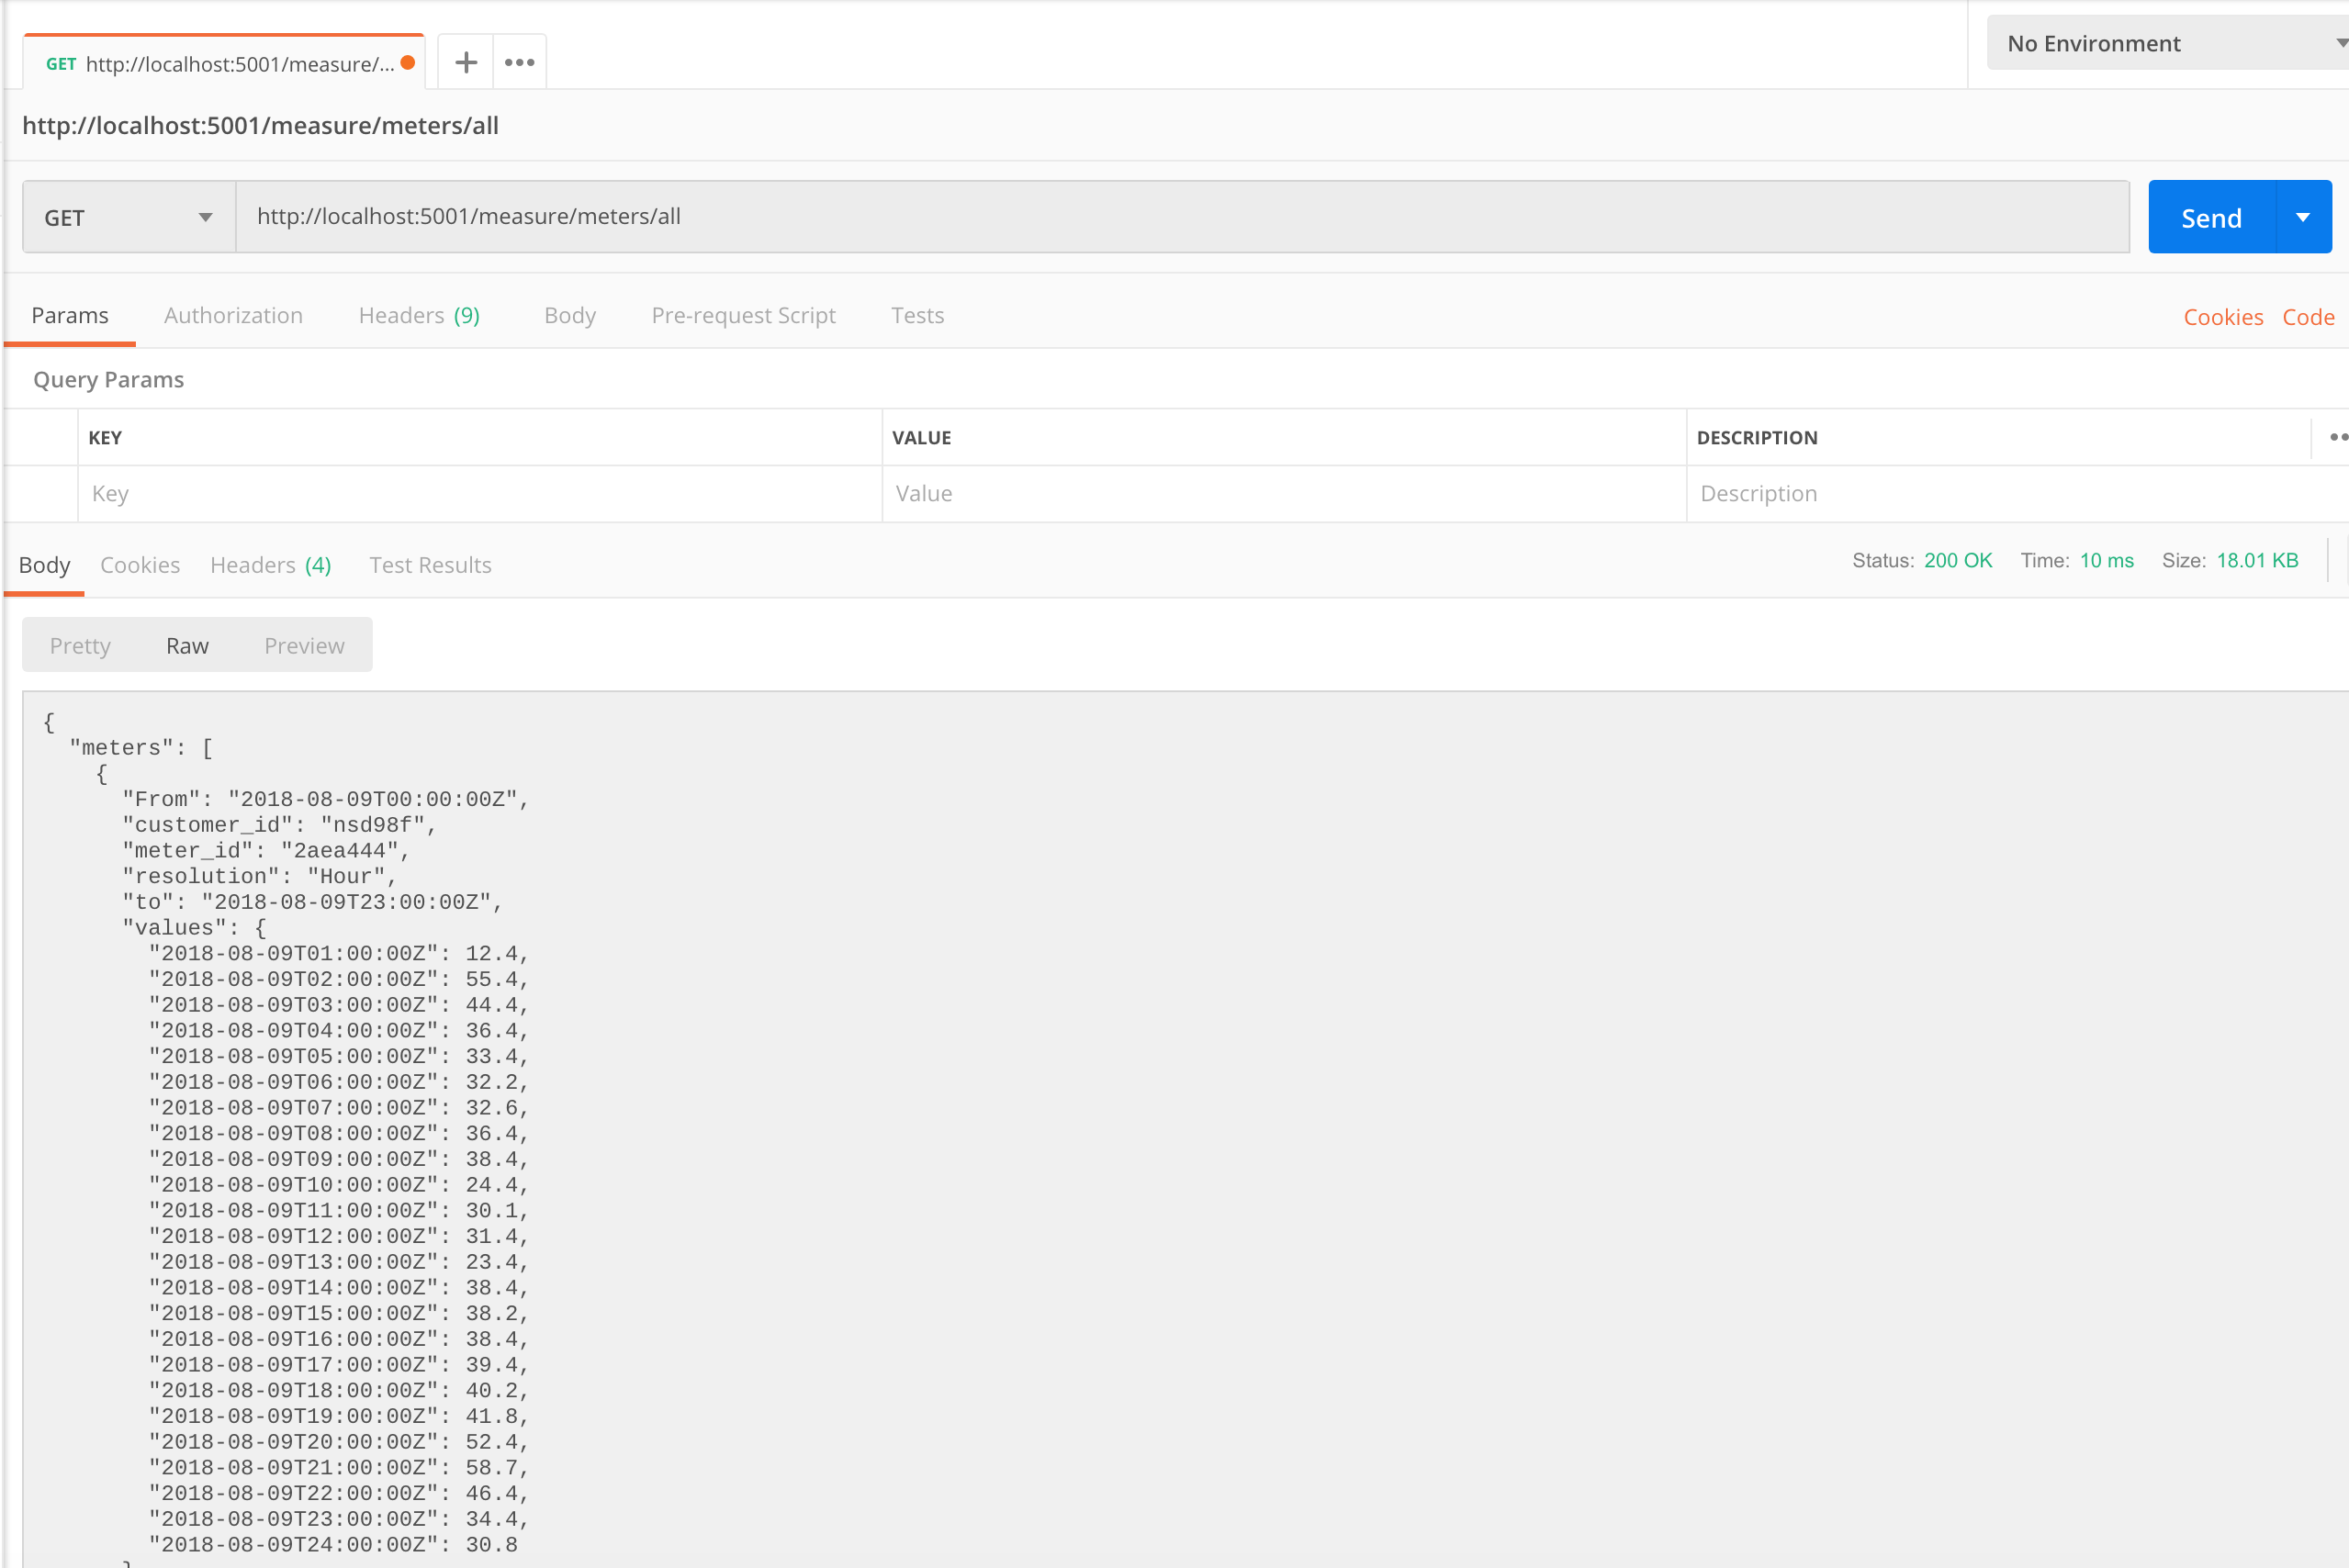 GET http://localhost:5001/measure/...
No Environment
http://localhost:5001/measure/meters/all
GET http://localhost:5001/measure/meters/all Send
Params Authorization Headers (9) Body Pre-request Script Tests Cookies Code
Query Params
KEY VALUE DESCRIPTION
Key Value Description
Body Cookies Headers (4) Test Results Status: 200 OK Time: 10 ms Size: 18.01 KB
Pretty Raw Preview
{
  "meters": [
    {
      "From": "2018-08-09T00:00:00Z",
      "customer_id": "nsd98f",
      "meter_id": "2aea444",
      "resolution": "Hour",
      "to": "2018-08-09T23:00:00Z",
      "values": {
        "2018-08-09T01:00:00Z": 12.4,
        "2018-08-09T02:00:00Z": 55.4,
        "2018-08-09T03:00:00Z": 44.4,
        "2018-08-09T04:00:00Z": 36.4,
        "2018-08-09T05:00:00Z": 33.4,
        "2018-08-09T06:00:00Z": 32.2,
        "2018-08-09T07:00:00Z": 32.6,
        "2018-08-09T08:00:00Z": 36.4,
        "2018-08-09T09:00:00Z": 38.4,
        "2018-08-09T10:00:00Z": 24.4,
        "2018-08-09T11:00:00Z": 30.1,
        "2018-08-09T12:00:00Z": 31.4,
        "2018-08-09T13:00:00Z": 23.4,
        "2018-08-09T14:00:00Z": 38.4,
        "2018-08-09T15:00:00Z": 38.2,
        "2018-08-09T16:00:00Z": 38.4,
        "2018-08-09T17:00:00Z": 39.4,
        "2018-08-09T18:00:00Z": 40.2,
        "2018-08-09T19:00:00Z": 41.8,
        "2018-08-09T20:00:00Z": 52.4,
        "2018-08-09T21:00:00Z": 58.7,
        "2018-08-09T22:00:00Z": 46.4,
        "2018-08-09T23:00:00Z": 34.4,
        "2018-08-09T24:00:00Z": 30.8
      }